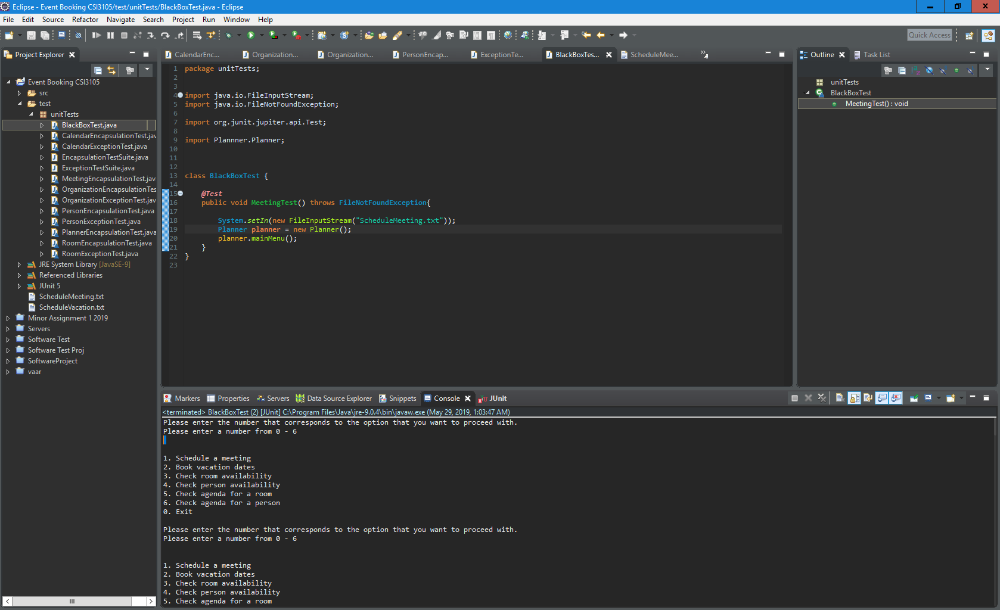 Eclipse - Event Booking CSI3105/test/unitTests/BlackBoxTest.java - Eclipse
File Edit Source Refactor Navigate Search Project Run Window Help
Quick Access
Project Explorer
Event Booking CSI3105
src
test
unitTests
BlackBoxTest.java
CalendarEncapsulationTest.jav
CalendarExceptionTest.java
EncapsulationTestSuite.java
ExceptionTestSuite.java
MeetingEncapsulationTest.jav
OrganizationEncapsulationTes
OrganizationExceptionTest.jav
PersonEncapsulationTest.java
PersonExceptionTest.java
PlannerEncapsulationTest.java
RoomEncapsulationTest.java
RoomExceptionTest.java
JRE System Library [JavaSE-9]
Referenced Libraries
JUnit 5
ScheduleMeeting.txt
ScheduleVacation.txt
Minor Assignment 1 2019
Servers
Software Test
Software Test Proj
SoftwareProject
vaar
CalendarEnc... Organization... Organization... PersonEncap... ExceptionTe... BlackBoxTes... ScheduleMee... »4
1 package unitTests;
2
3
4 import java.io.FileInputStream;
5 import java.io.FileNotFoundException;
6
7 import org.junit.jupiter.api.Test;
8
9 import Plannner.Planner;
10
11
12
13 class BlackBoxTest {
14
15 @Test
16 public void MeetingTest() throws FileNotFoundException{
17
18 System.setIn(new FileInputStream("ScheduleMeeting.txt"));
19 Planner planner = new Planner();
20 planner.mainMenu();
21 }
22 }
23
Outline Task List
unitTests
BlackBoxTest
MeetingTest() : void
Markers Properties Servers Data Source Explorer Snippets Console JUnit
<terminated> BlackBoxTest (2) [JUnit] C:\Program Files\Java\jre-9.0.4\bin\javaw.exe (May 29, 2019, 1:03:47 AM)
Please enter the number that corresponds to the option that you want to proceed with.
Please enter a number from 0 - 6
1. Schedule a meeting
2. Book vacation dates
3. Check room availability
4. Check person availability
5. Check agenda for a room
6. Check agenda for a person
0. Exit
Please enter the number that corresponds to the option that you want to proceed with.
Please enter a number from 0 - 6
1. Schedule a meeting
2. Book vacation dates
3. Check room availability
4. Check person availability
5. Check agenda for a room